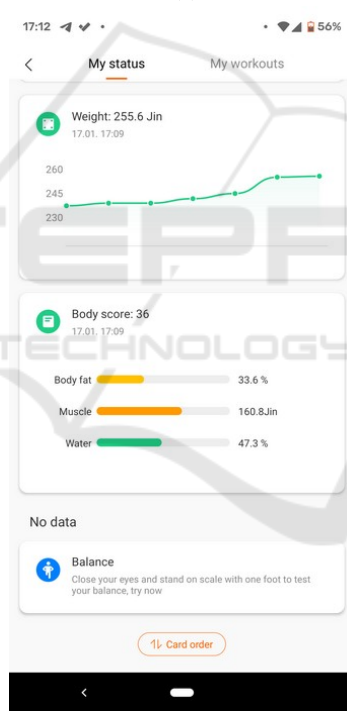 17:12
56%
My status
My workouts
Weight: 255.6 Jin
17.01. 17:09
260
245
230
Body score: 36
17.01. 17:09
Body fat 33.6 %
Muscle 160.8Jin
Water 47.3 %
TECHNOLOGY
No data
Balance
Close your eyes and stand on scale with one foot to test
your balance, try now
Card order